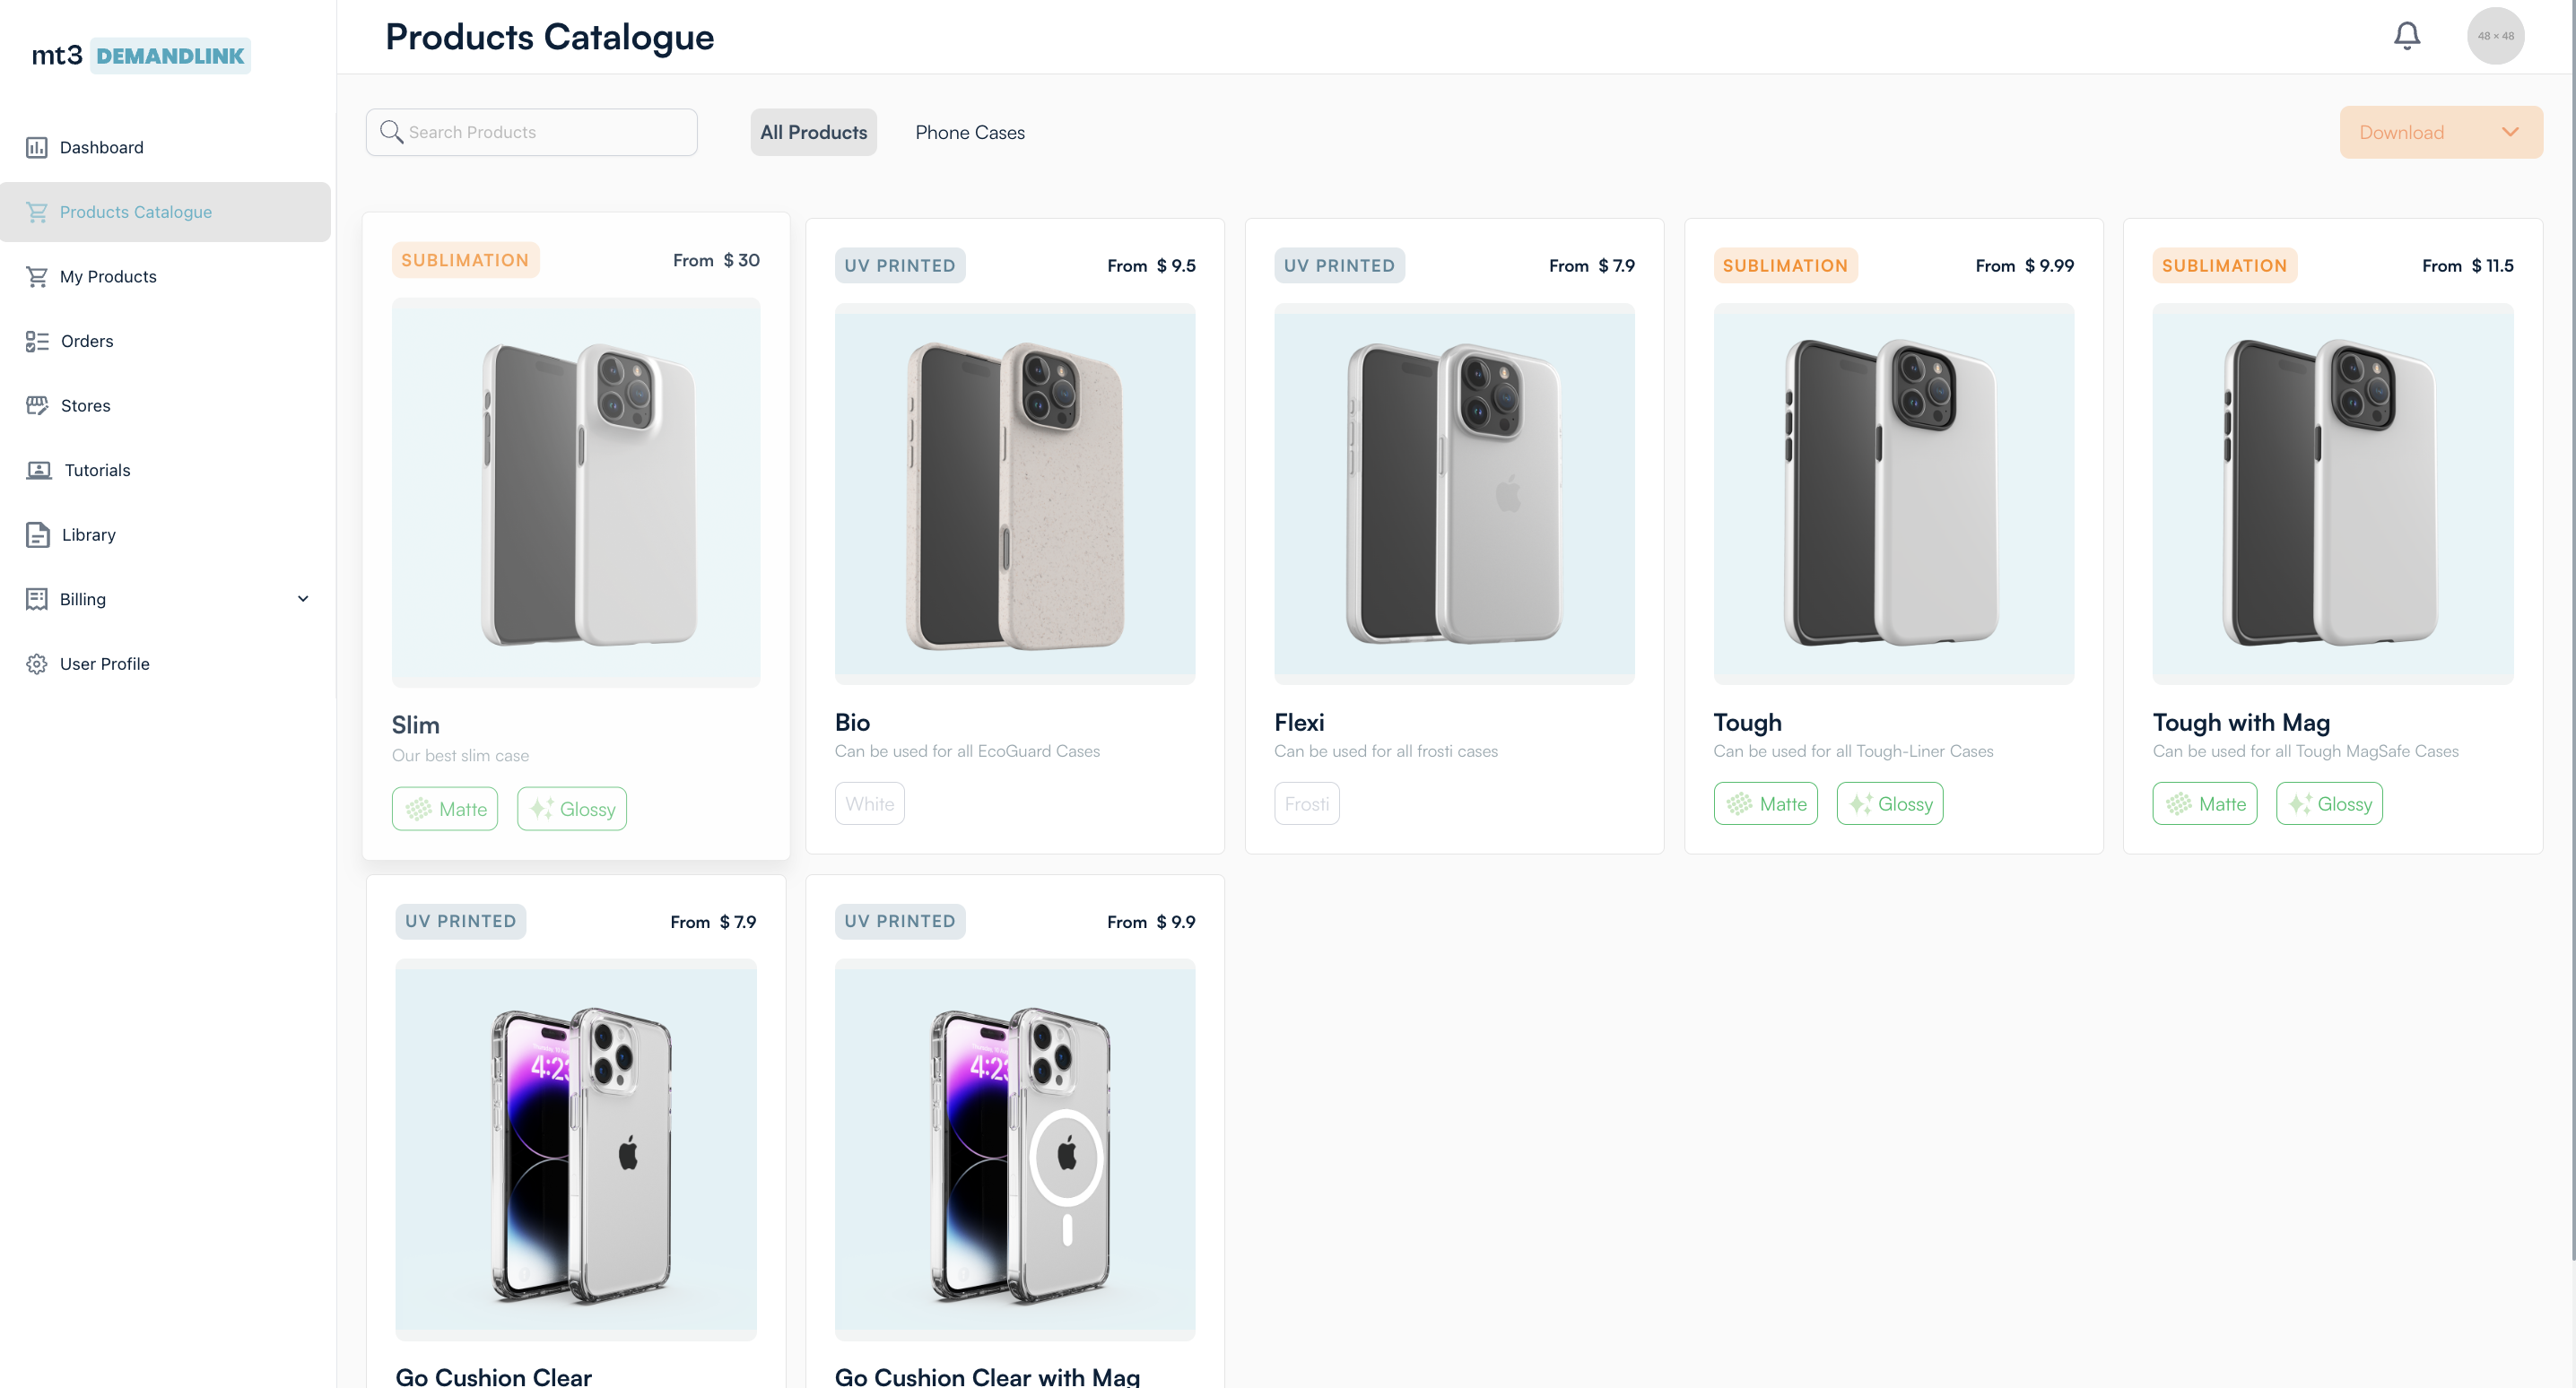 mt3 DEMANDLINK
Products Catalogue
48 × 48
Dashboard
Products Catalogue
My Products
Orders
Stores
Tutorials
Library
Billing
User Profile
Search Products
All Products
Phone Cases
Download
SUBLIMATION From $ 30
Slim
Our best slim case
Matte Glossy
UV PRINTED From $ 9.5
Bio
Can be used for all EcoGuard Cases
White
UV PRINTED From $ 7.9
Flexi
Can be used for all frosti cases
Frosti
SUBLIMATION From $ 9.99
Tough
Can be used for all Tough-Liner Cases
Matte Glossy
SUBLIMATION From $ 11.5
Tough with Mag
Can be used for all Tough MagSafe Cases
Matte Glossy
UV PRINTED From $ 7.9
4:23
Go Cushion Clear
UV PRINTED From $ 9.9
4:23
Go Cushion Clear with Mag